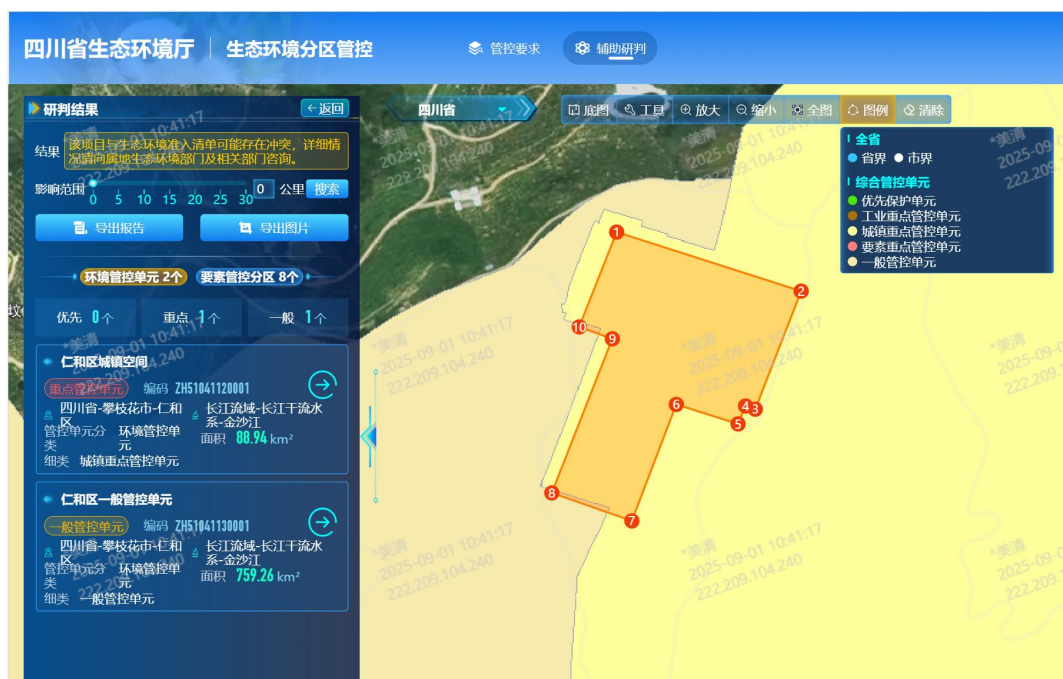 四川省生态环境厅 生态环境分区管控 管控要求 辅助研判
研判结果 返回
四川省 底图 工具 放大 缩小 全图 图例 清除
结果 该项目与生态环境准入清单可能存在冲突，详细情
况请向属地生态环境部门及相关部门咨询。
影响范围 0 公里 搜索
0 5 10 15 20 25 30
导出报告 导出图片
环境管控单元 2个 要素管控分区 8个
优先 0个 重点 1个 一般 1个
仁和区城镇空间
重点管控单元 编码 ZH51041120001
四川省-攀枝花市-仁和
区
长江流域-长江干流水
系-金沙江
管控单元分
类
环境管控单
元
面积 88.94 km²
细类 城镇重点管控单元
仁和区一般管控单元
一般管控单元 编码 ZH51041130001
四川省-攀枝花市-仁和
区
长江流域-长江干流水
系-金沙江
管控单元分
类
环境管控单
元
面积 759.26 km²
细类 一般管控单元
全省
省界 市界
综合管控单元
优先保护单元
工业重点管控单元
城镇重点管控单元
要素重点管控单元
一般管控单元
1
2
10
9
6
4
3
5
8
7
*美清
2025-09-01 10:41:17
222.209.104.240